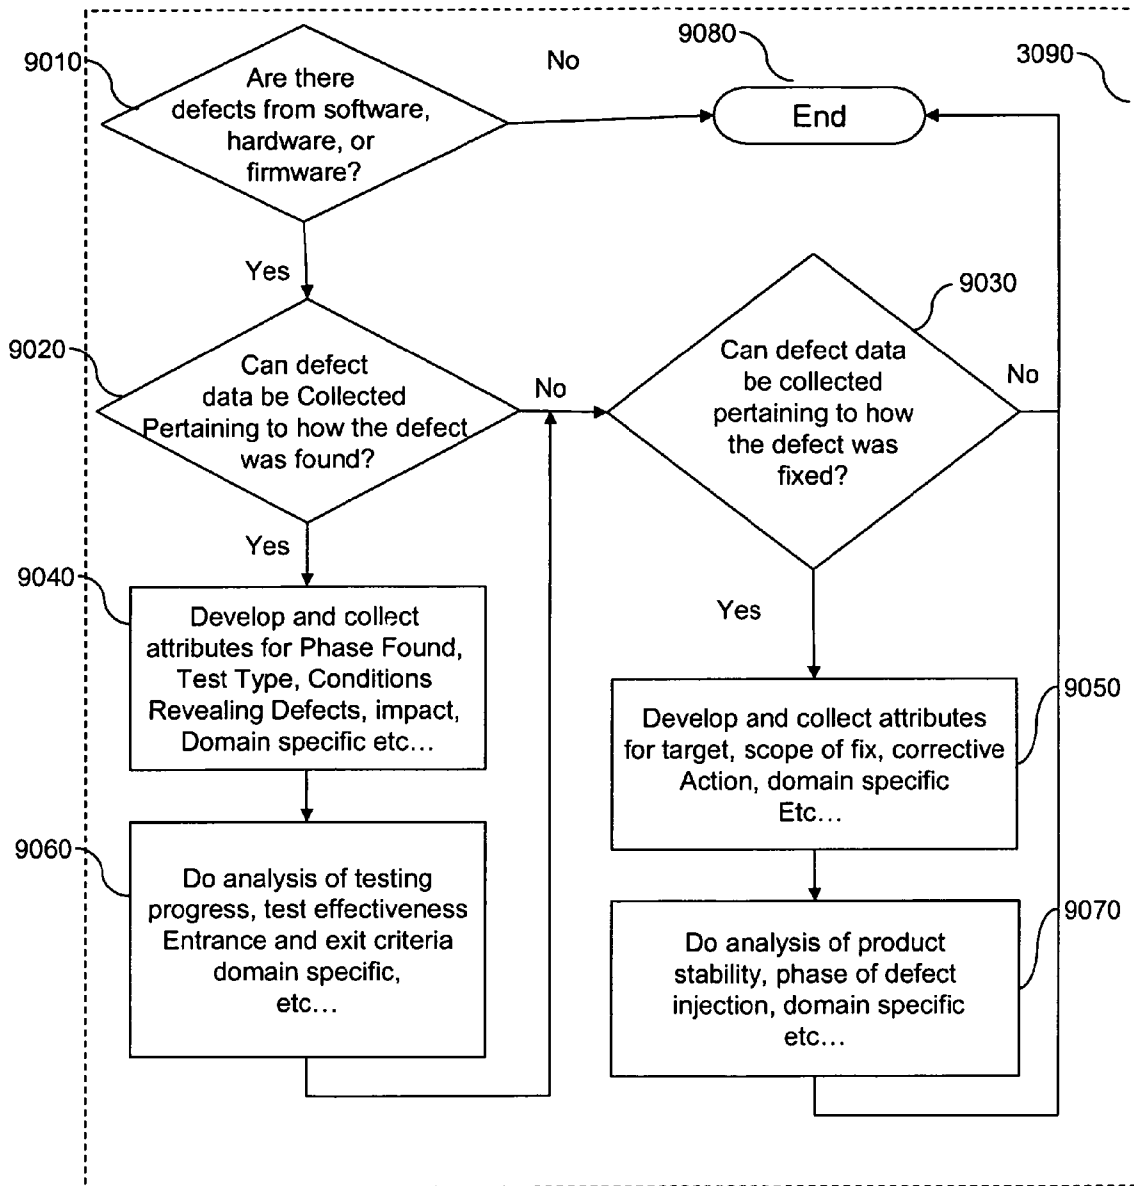 9010
Are there
defects from software,
hardware, or
firmware?
No
9080
End
3090
Yes
9020
Can defect
data be Collected
Pertaining to how the defect
was found?
No
9030
Can defect data
be collected
pertaining to how
the defect was
fixed?
No
Yes
9040
Develop and collect
attributes for Phase Found,
Test Type, Conditions
Revealing Defects, impact,
Domain specific etc...
Yes
9050
Develop and collect attributes
for target, scope of fix, corrective
Action, domain specific
Etc...
9060
Do analysis of testing
progress, test effectiveness
Entrance and exit criteria
domain specific,
etc...
9070
Do analysis of product
stability, phase of defect
injection, domain specific
etc...